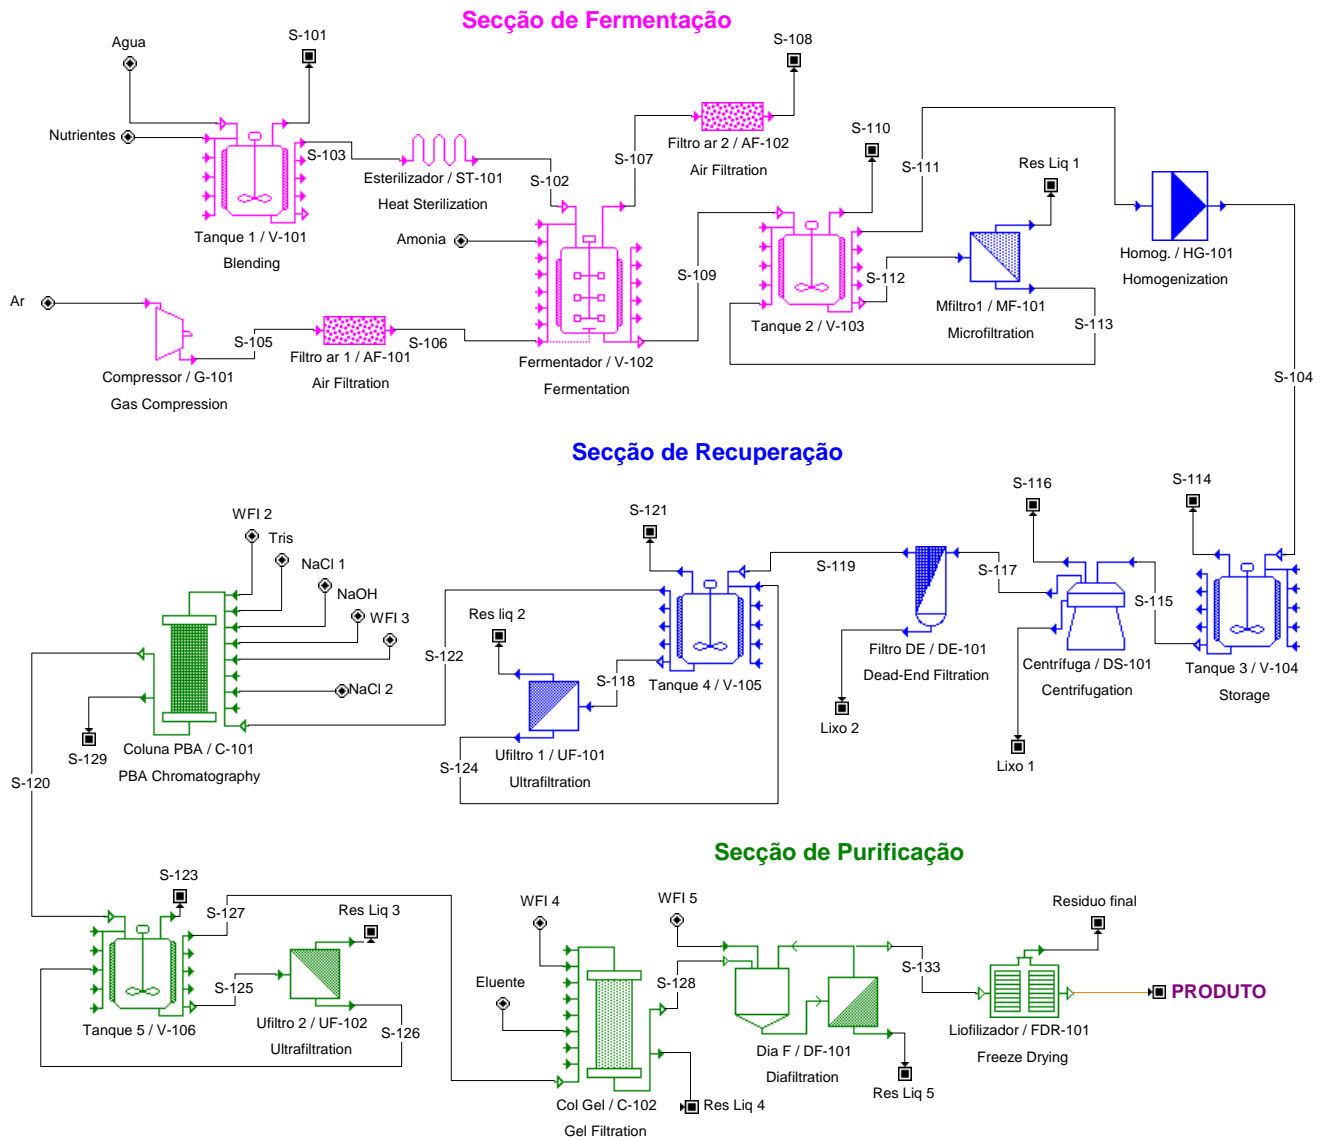 Secção de Fermentação
Agua
S-101
S-108
Nutrientes
S-103
Esterilizador / ST-101
Heat Sterilization
S-102
S-107
Filtro ar 2 / AF-102
Air Filtration
S-110
S-111
Res Liq 1
Tanque 1 / V-101
Blending
Amonia
S-109
S-112
Homog. / HG-101
Homogenization
Ar
S-105
Filtro ar 1 / AF-101
Air Filtration
S-106
Fermentador / V-102
Fermentation
Tanque 2 / V-103
Mfiltro1 / MF-101
Microfiltration
S-113
Compressor / G-101
Gas Compression
S-104
Secção de Recuperação
WFI 2
Tris
NaCl 1
NaOH
WFI 3
NaCl 2
S-121
S-119
S-117
S-116
S-114
S-115
Res liq 2
S-122
S-118
Tanque 4 / V-105
Filtro DE / DE-101
Dead-End Filtration
Centrífuga / DS-101
Centrifugation
Tanque 3 / V-104
Storage
Lixo 2
Lixo 1
S-129
Coluna PBA / C-101
PBA Chromatography
S-124
Ufiltro 1 / UF-101
Ultrafiltration
S-120
Secção de Purificação
S-123
S-127
Res Liq 3
WFI 4
WFI 5
Residuo final
Eluente
S-125
S-128
S-133
PRODUTO
Tanque 5 / V-106
Ufiltro 2 / UF-102
Ultrafiltration
S-126
Dia F / DF-101
Diafiltration
Liofilizador / FDR-101
Freeze Drying
Res Liq 5
Col Gel / C-102
Gel Filtration
Res Liq 4